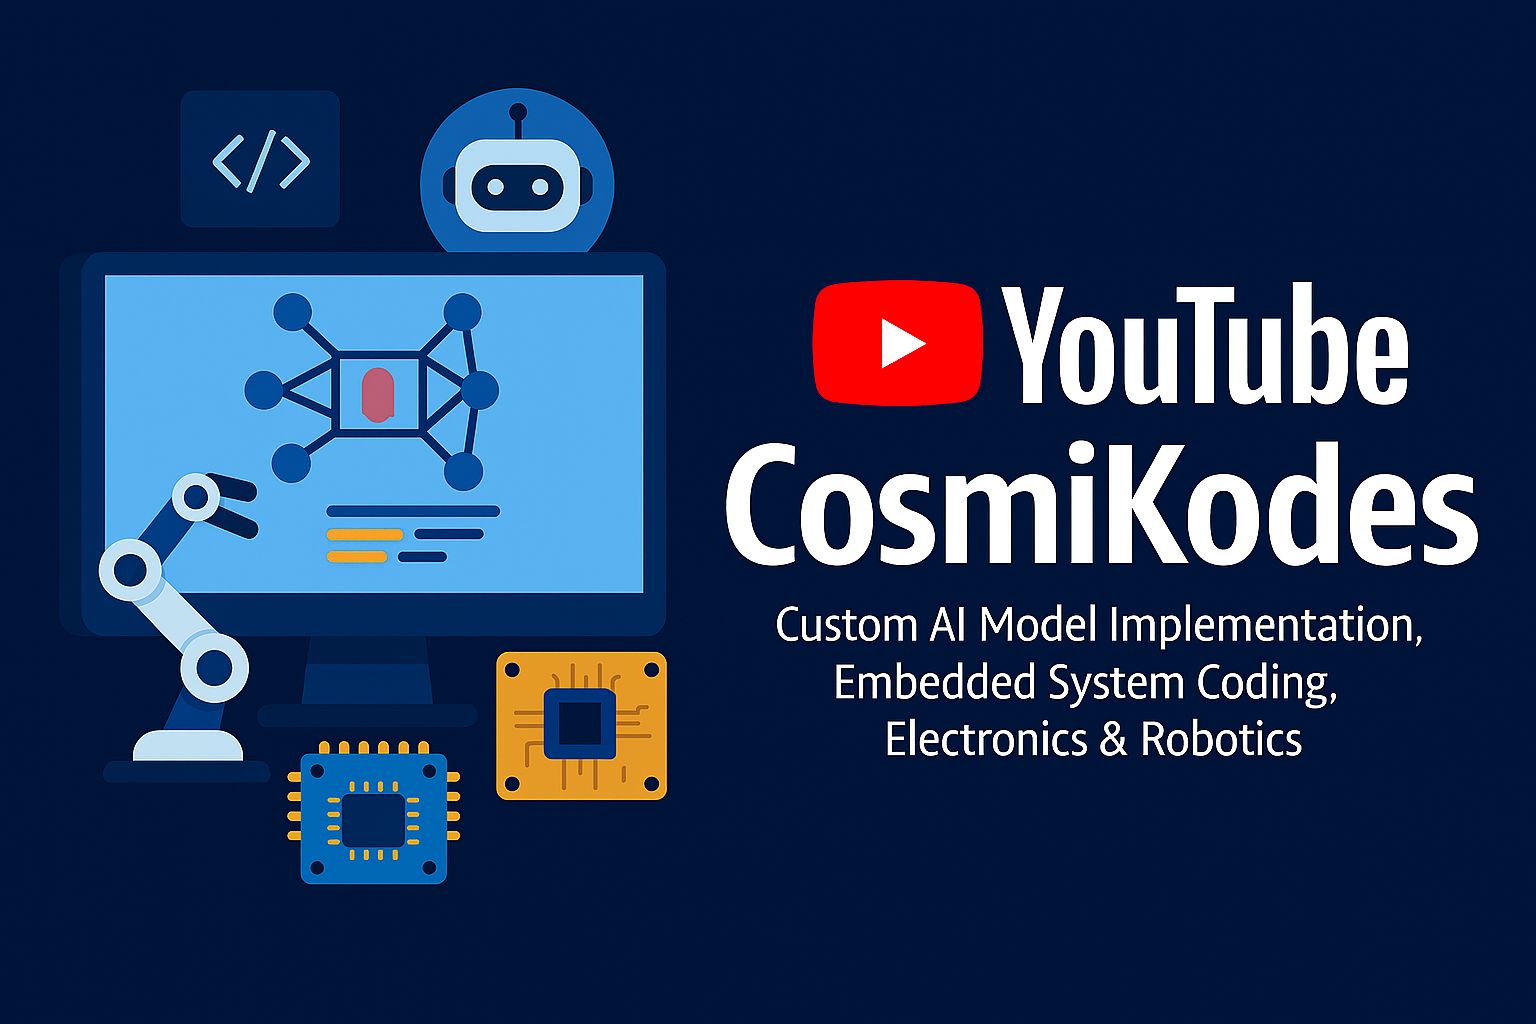 </>
YouTube
CosmiKodes
Custom AI Model Implementation,
Embedded System Coding,
Electronics & Robotics